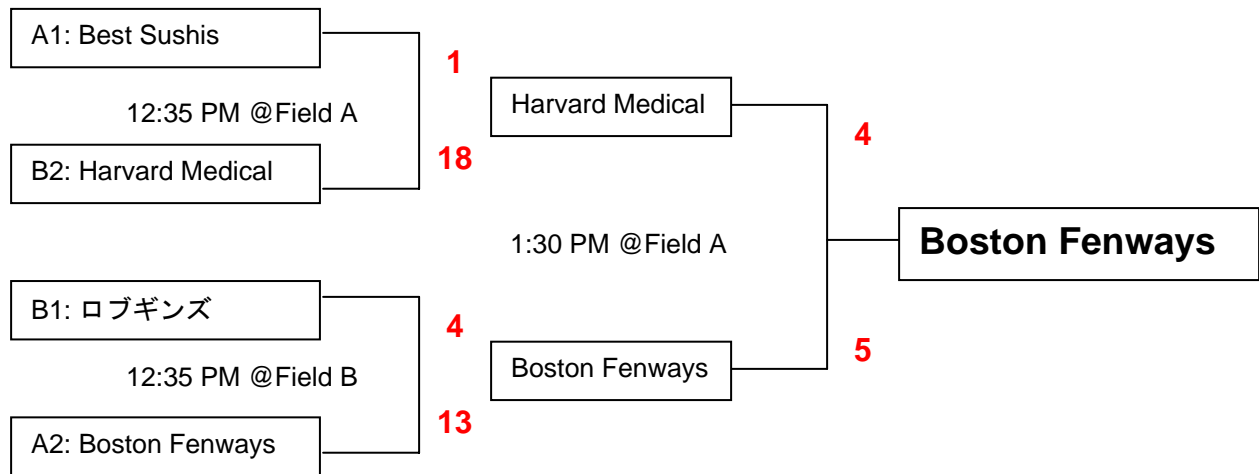 A1: Best Sushis
1
12:35 PM @Field A
18
B2: Harvard Medical
Harvard Medical
4
1:30 PM @Field A
Boston Fenways
B1: ロブギンズ
4
12:35 PM @Field B
13
A2: Boston Fenways
Boston Fenways
5